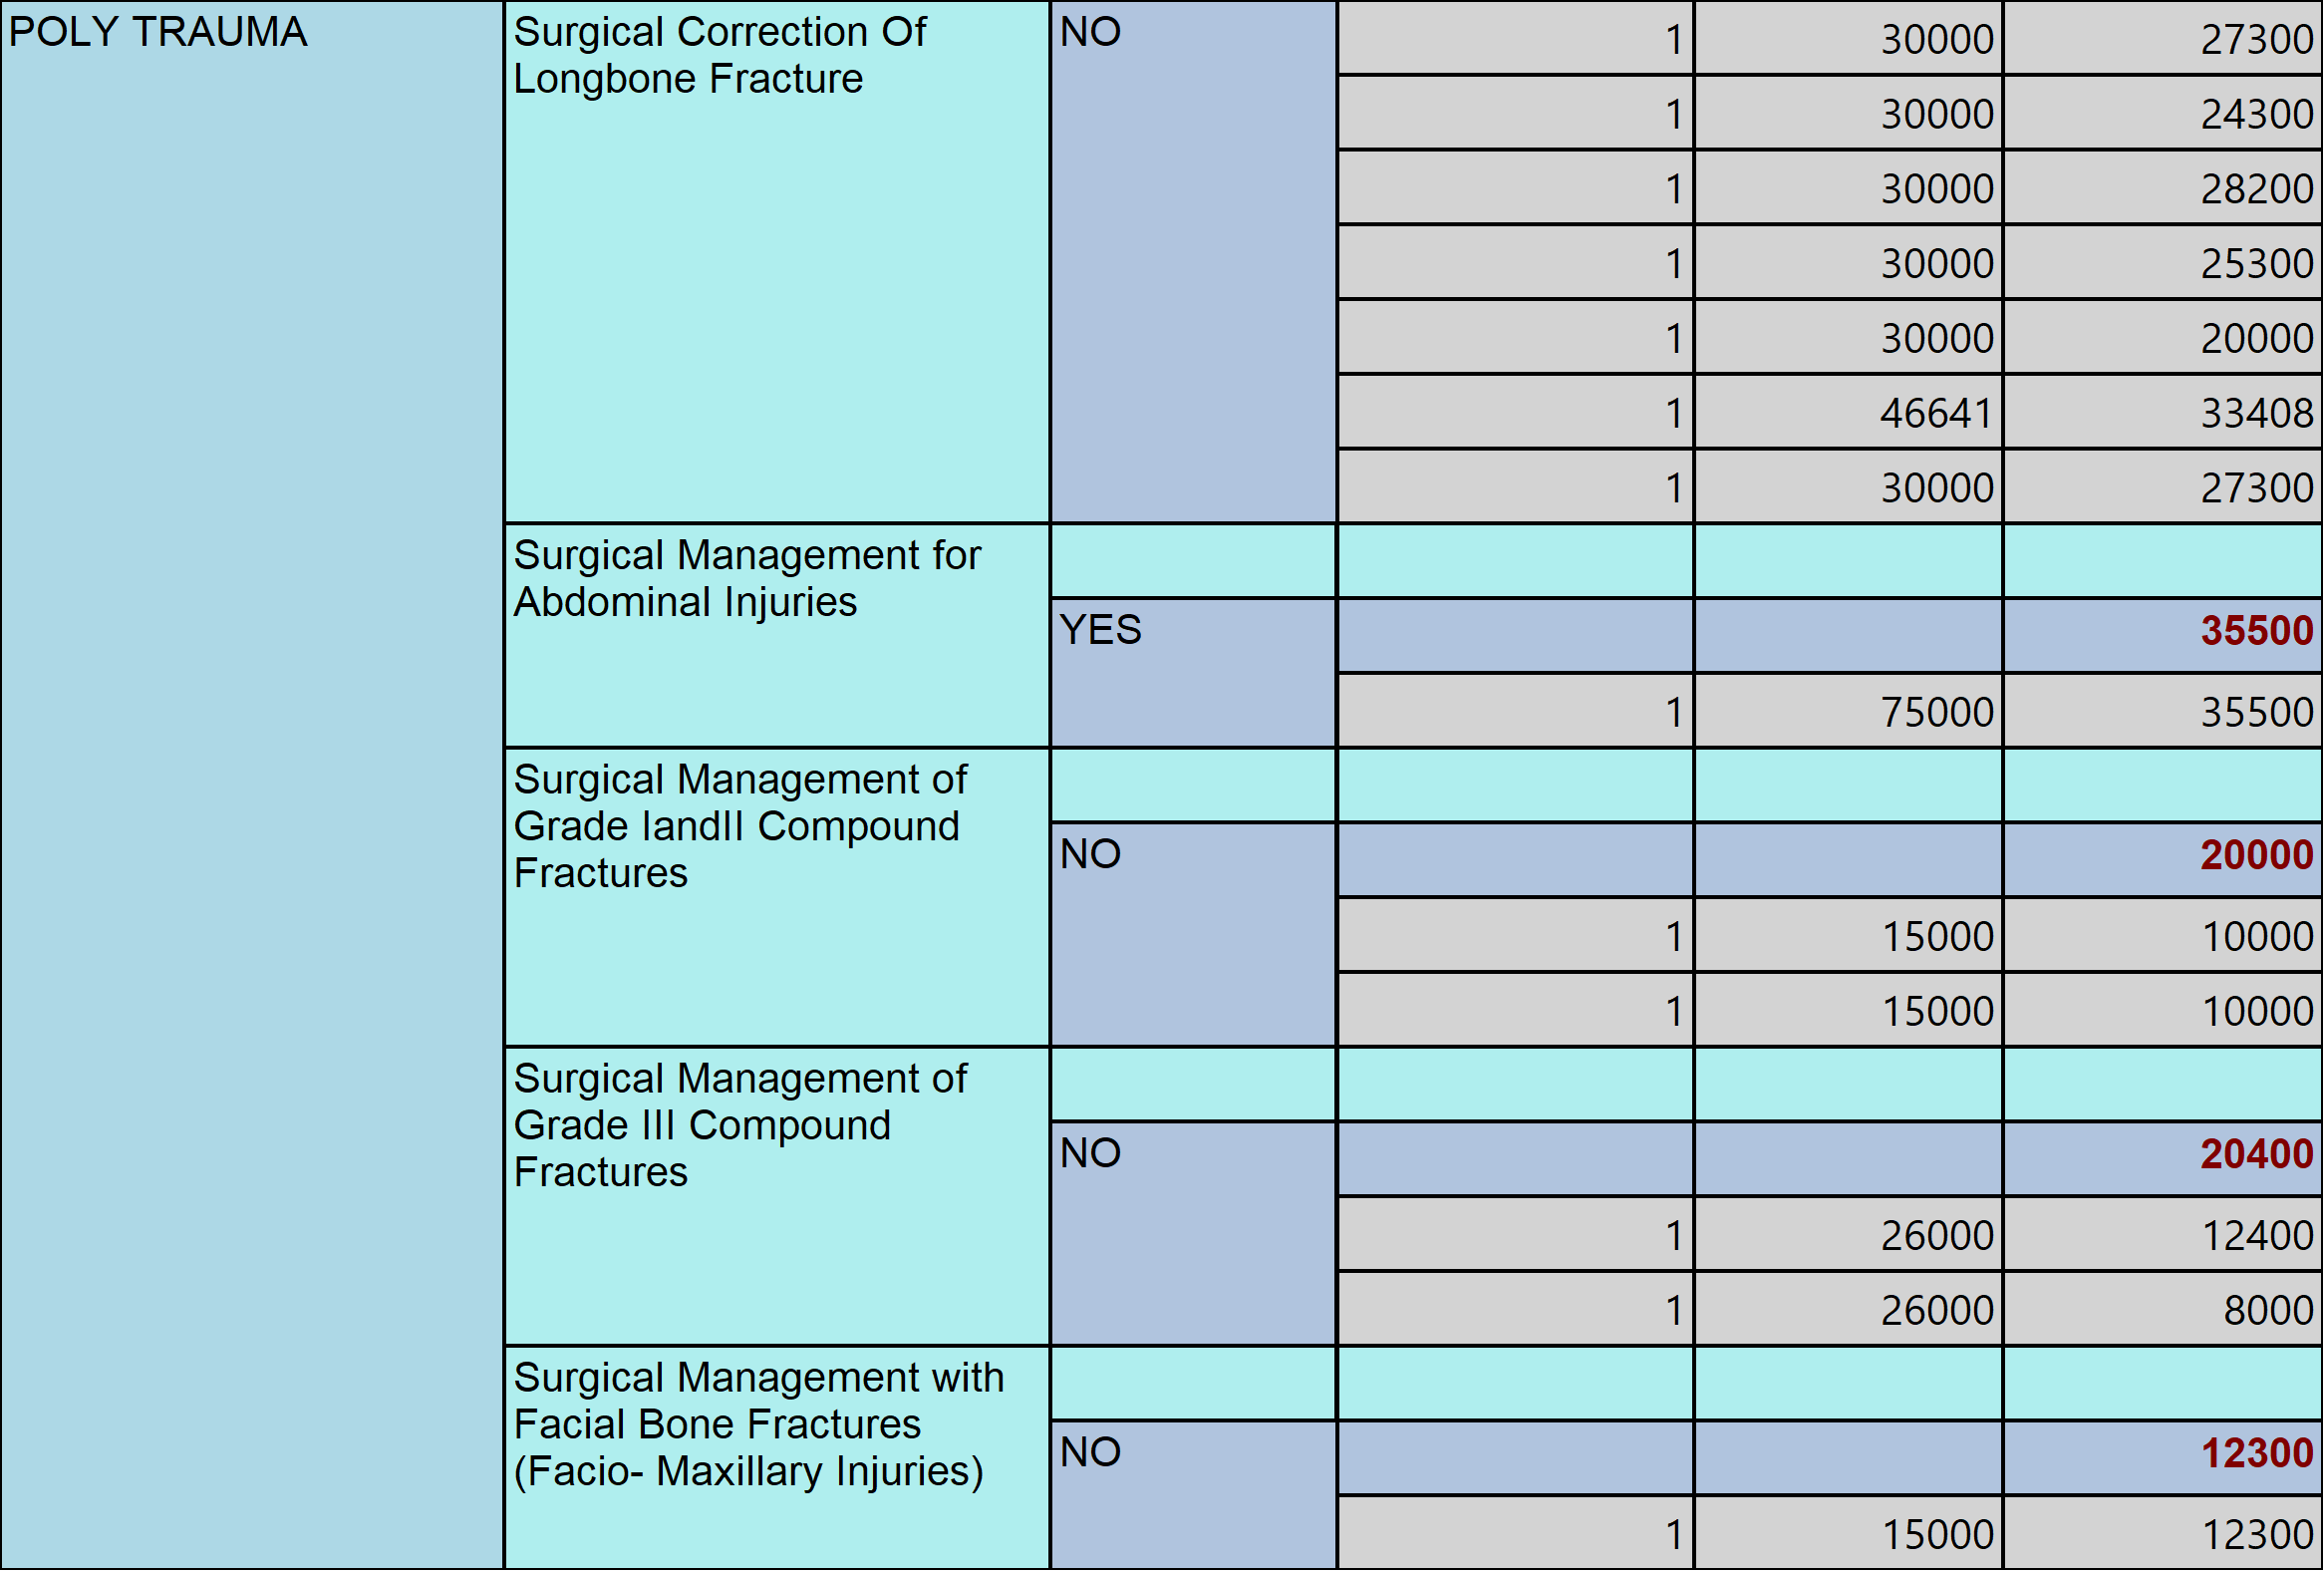 POLY TRAUMA
Surgical Correction Of
Longbone Fracture
NO
1 30000 27300
1 30000 24300
1 30000 28200
1 30000 25300
1 30000 20000
1 46641 33408
1 30000 27300
Surgical Management for
Abdominal Injuries
YES 35500
1 75000 35500
Surgical Management of
Grade IandII Compound
Fractures
NO 20000
1 15000 10000
1 15000 10000
Surgical Management of
Grade III Compound
Fractures
NO 20400
1 26000 12400
1 26000 8000
Surgical Management with
Facial Bone Fractures
(Facio- Maxillary Injuries)
NO 12300
1 15000 12300